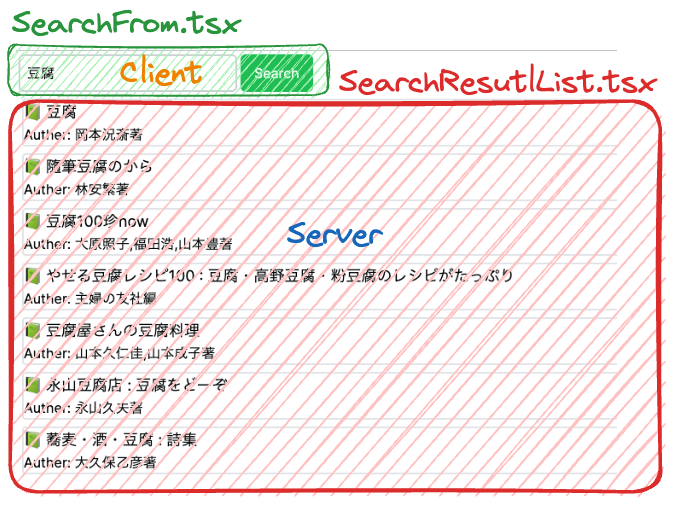 SearchFrom.tsx
豆腐
Client
Search
SearchResutlList.tsx
豆腐
Auther: 岡本況斎著
随筆豆腐のから
Auther: 林安繁著
豆腐100珍now
Auther: 大原照子,福田浩,山本豊著
Server
やせる豆腐レシピ100 : 豆腐・高野豆腐・粉豆腐のレシピがたっぷり
Auther: 主婦の友社編
豆腐屋さんの豆腐料理
Auther: 山本久仁佳,山本成子著
永山豆腐店 : 豆腐をどーぞ
Auther: 永山久夫著
蕎麦・酒・豆腐 : 詩集
Auther: 大久保乙彦著